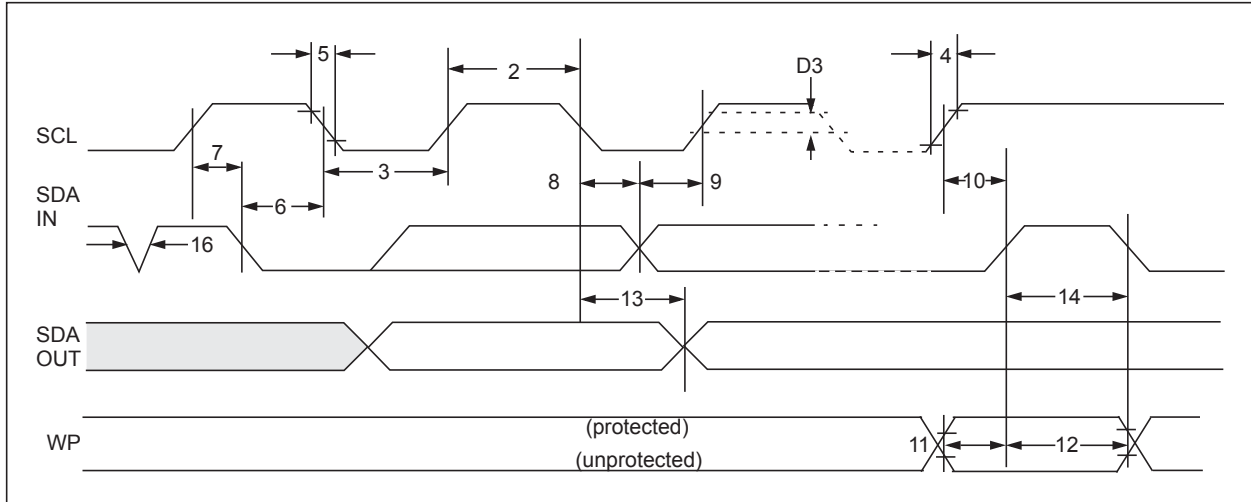 5
2
D3
4
SCL
7
3
8
9
10
SDA
IN
6
16
13
14
SDA
OUT
WP
(protected)
(unprotected)
11
12